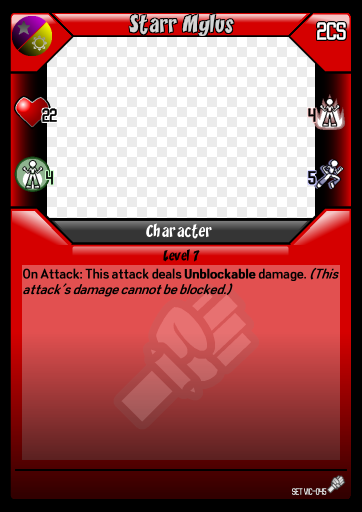 Starr Mylus
2CS
22
4
4
5
Character
Level 7
On Attack: This attack deals Unblockable damage. (This
attack's damage cannot be blocked.)
SET VIC-045